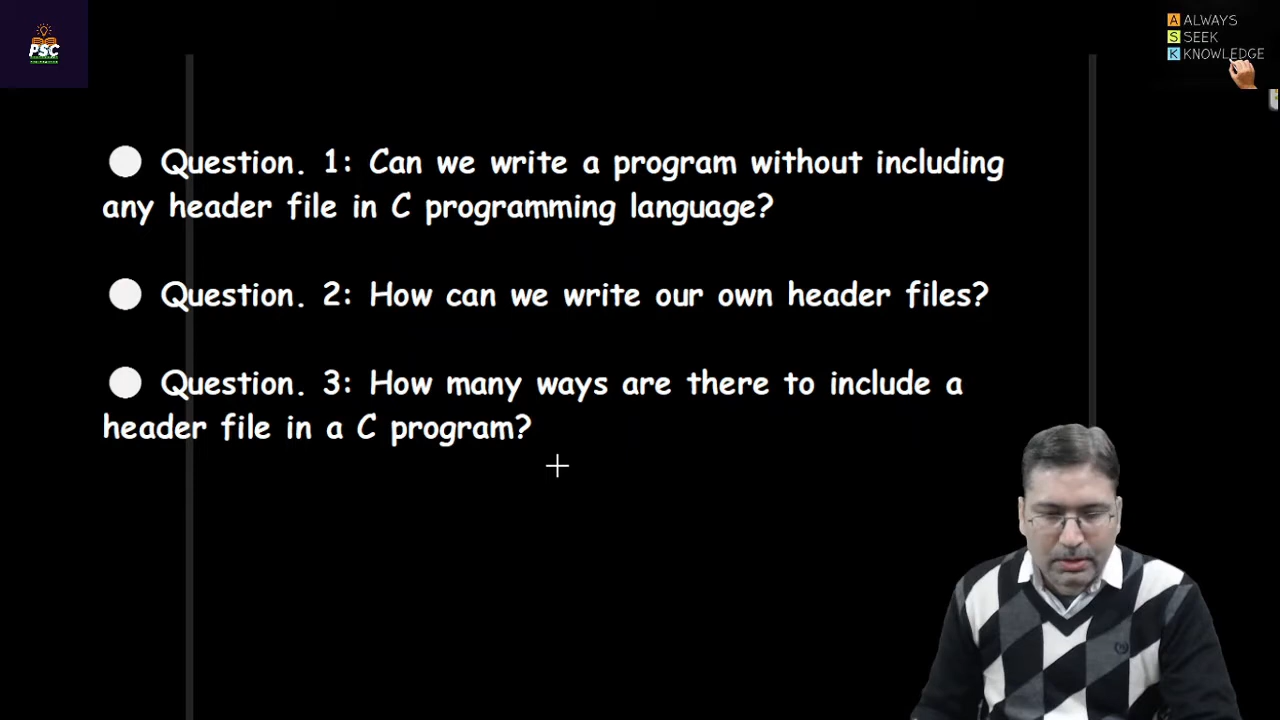 PSC
A ALWAYS
S SEEK
K KNOWLEDGE
Question. 1: Can we write a program without including
any header file in C programming language?
Question. 2: How can we write our own header files?
Question. 3: How many ways are there to include a
header file in a C program?